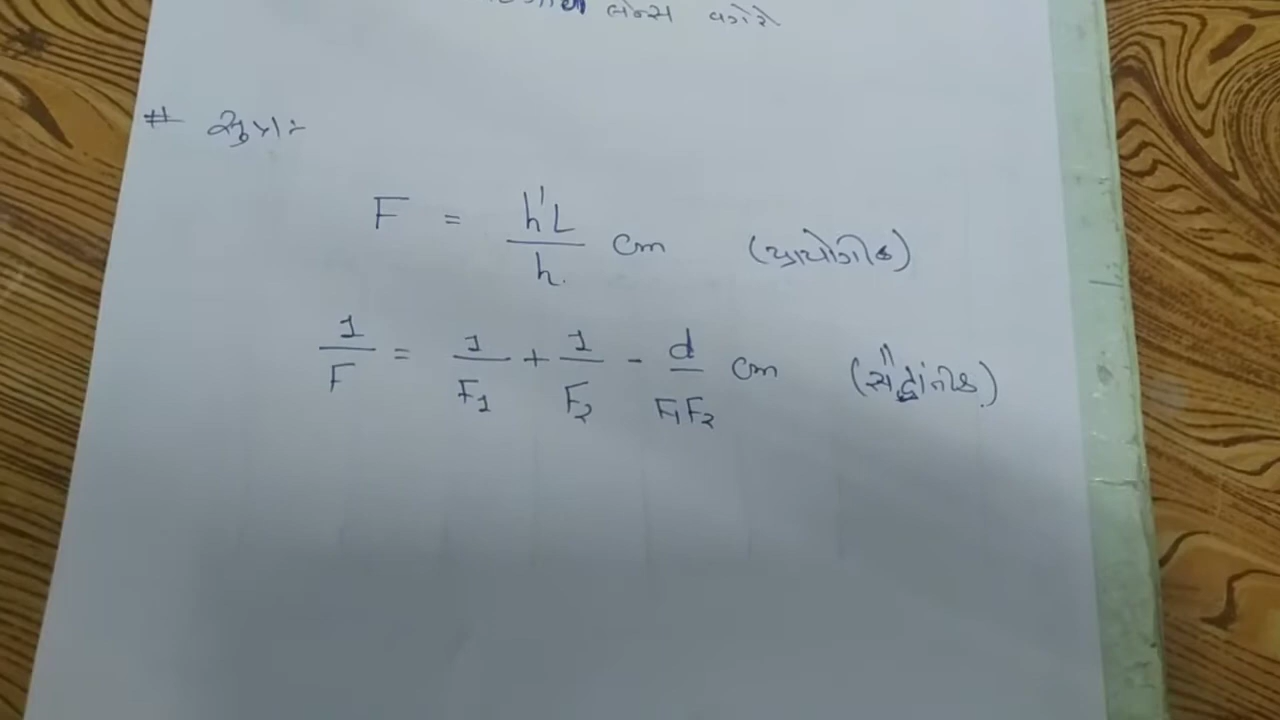 લેન્સ વગેરે
# સુત્ર :-
F = h'L / h cm (પ્રાયોગીક)
1/F = 1/F₁ + 1/F₂ - d/F₁F₂ cm (સૈદ્ધાંતીક)